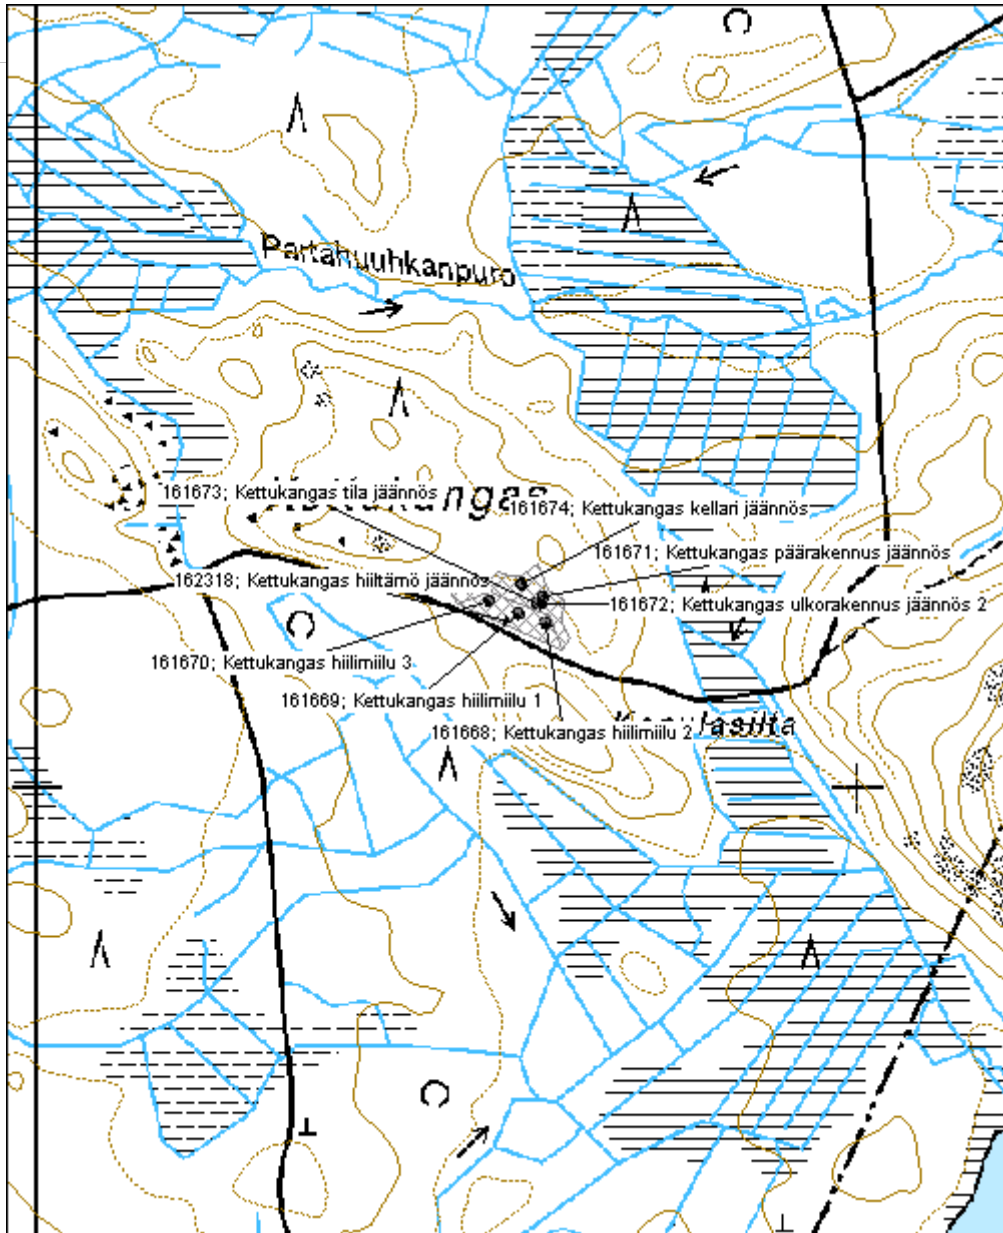 Partahuuhkanpuro
161673; Kettukangas tila jäännös
161674; Kettukangas kellari jäännös
161671; Kettukangas päärakennus jäännös
162318; Kettukangas hiiltämö jäännös
161672; Kettukangas ulkorakennus jäännös 2
161670; Kettukangas hiilimiilu 3
161669; Kettukangas hiilimiilu 1
161668; Kettukangas hiilimiilu 2